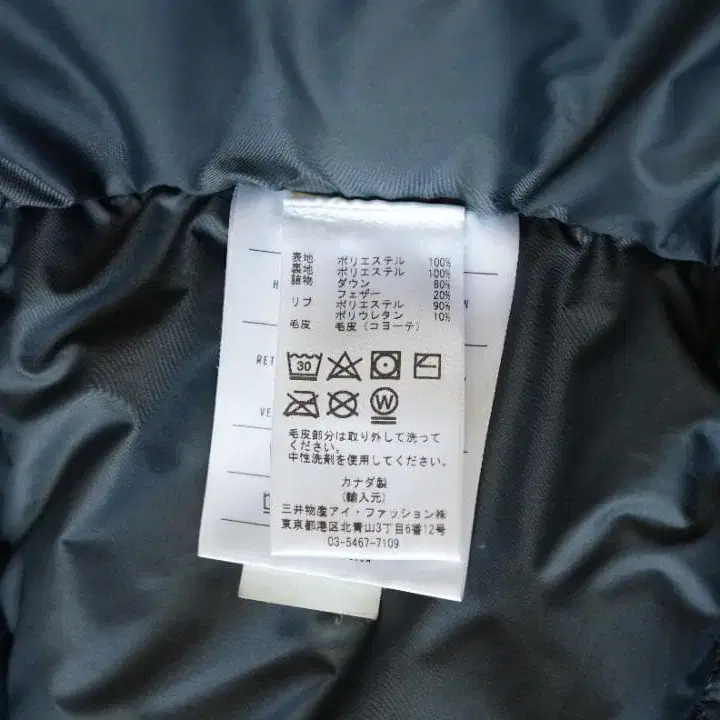 表地 ポリエステル 100%
裏地 ポリエステル 100%
詰物 ダウン 80%
フェザー 20%
リブ ポリエステル 90%
ポリウレタン 10%
毛皮 毛皮(コヨーテ)
30
W
毛皮部分は取り外して洗って
ください。
中性洗剤を使用してください。
カナダ製
(輸入元)
三井物産アイ・ファッション㈱
東京都港区北青山3丁目6番12号
03-5467-7109
RET
VE